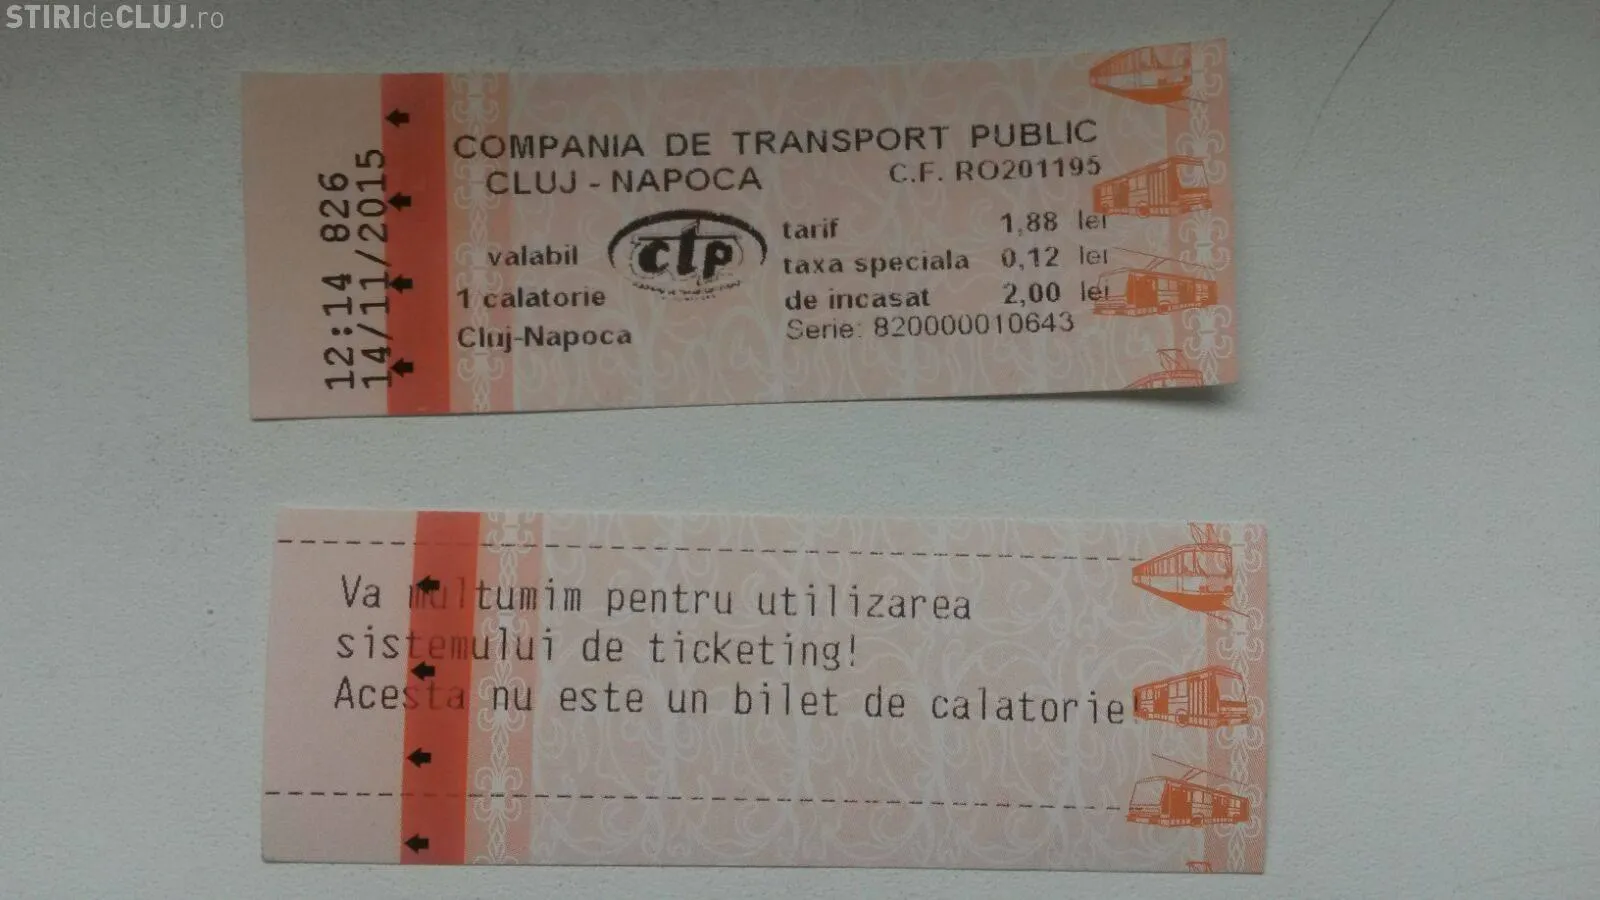 STIRIdeCLUJ.ro
12:14 826
14/11/2015
COMPANIA DE TRANSPORT PUBLIC
CLUJ - NAPOCA
C.F. RO201195
valabil
1 calatorie
Cluj-Napoca
ctp
tarif 1,88 lei
taxa speciala 0,12 lei
de incasat 2,00 lei
Serie: 820000010643
Va multumim pentru utilizarea
sistemului de ticketing!
Acesta nu este un bilet de calatorie!